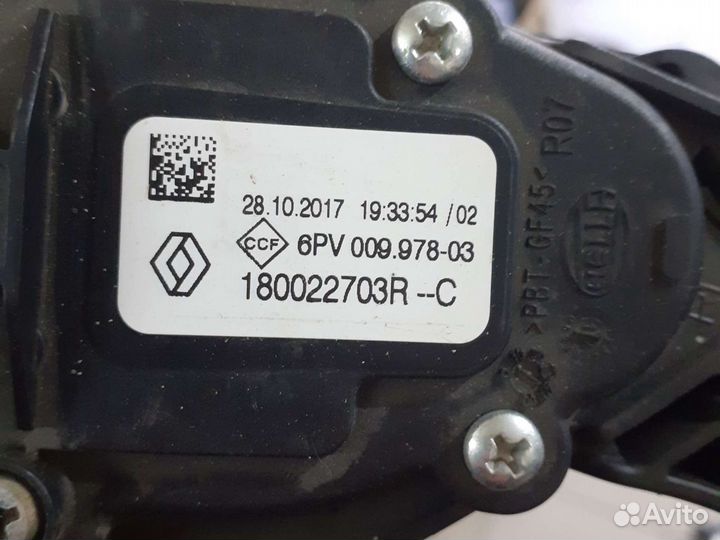 28.10.2017 19:33:54 /02
CCF 6PV 009.978-03
180022703R --C
>PBT-GF45< R07
HELLA
Avito